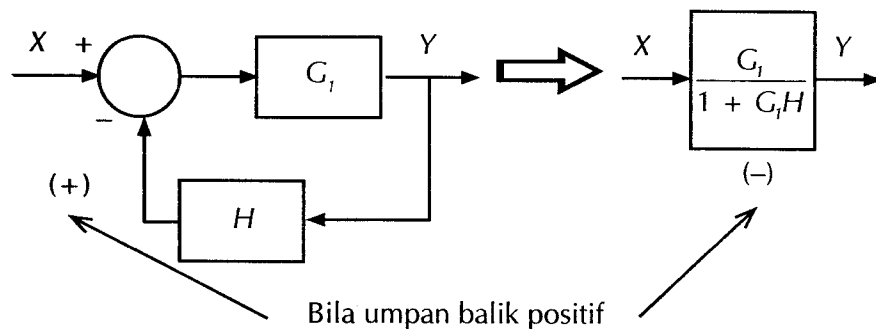 X + G₁ Y X G₁ Y
1 + G₁H
–
(+) H (–)
Bila umpan balik positif